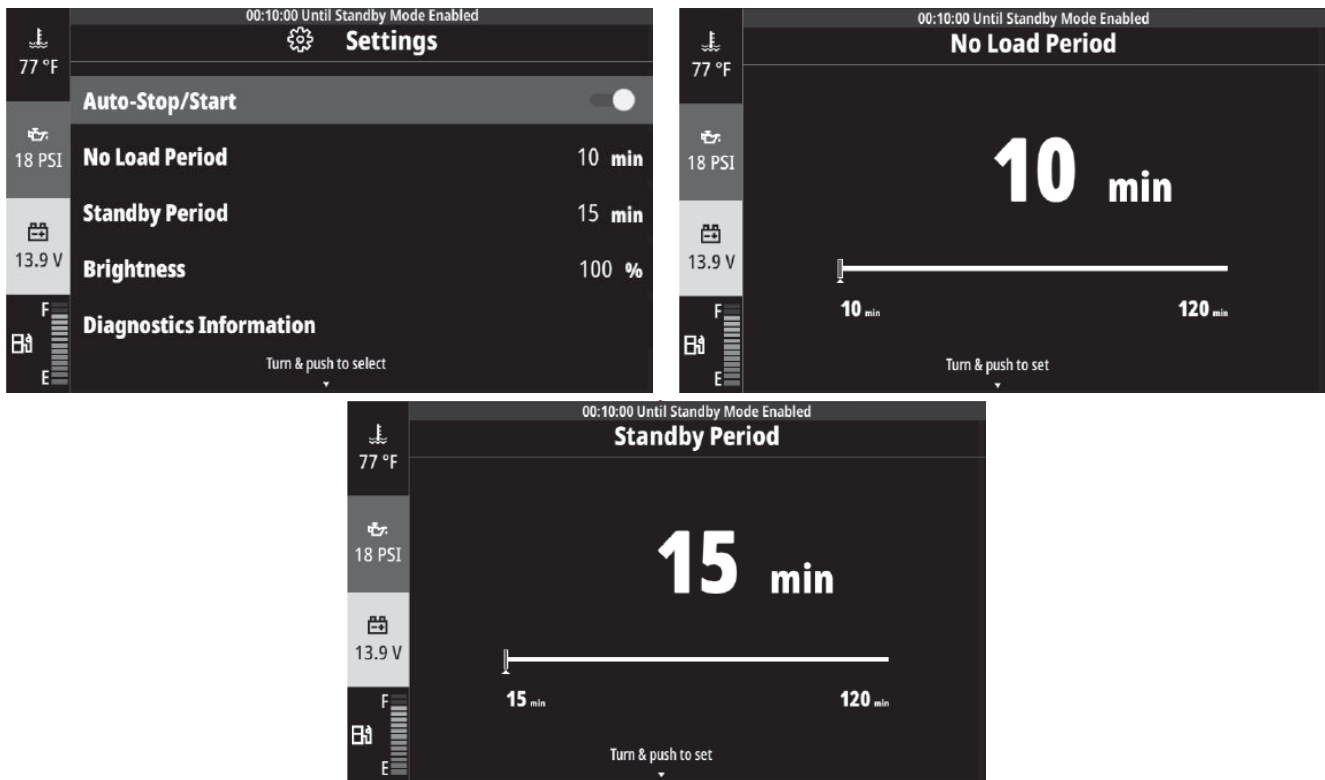 00:10:00 Until Standby Mode Enabled
Settings
77 °F
Auto-Stop/Start
18 PSI
No Load Period 10 min
Standby Period 15 min
13.9 V
Brightness 100 %
F
Diagnostics Information
E
Turn & push to select
00:10:00 Until Standby Mode Enabled
No Load Period
77 °F
18 PSI
10 min
13.9 V
10 min 120 min
F
E
Turn & push to set
00:10:00 Until Standby Mode Enabled
Standby Period
77 °F
18 PSI
15 min
13.9 V
15 min 120 min
F
E
Turn & push to set